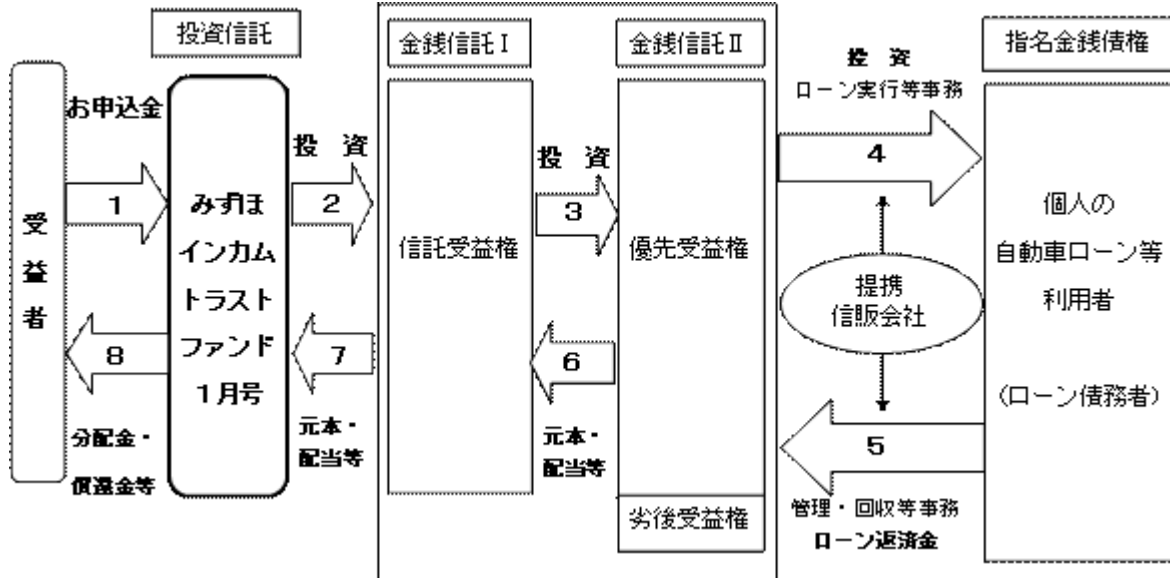 投資信託
金銭信託Ⅰ
金銭信託Ⅱ
指名金銭債権
受益者
お申込金
1
みずほ
インカム
トラスト
ファンド
1月号
投 資
2
信託受益権
投 資
3
優先受益権
投 資
ローン実行等事務
4
個人の
自動車ローン等
利用者
(ローン債務者)
提携
信販会社
8
分配金・
償還金等
7
元本・
配当等
6
元本・
配当等
5
管理・回収等事務
ローン返済金
劣後受益権